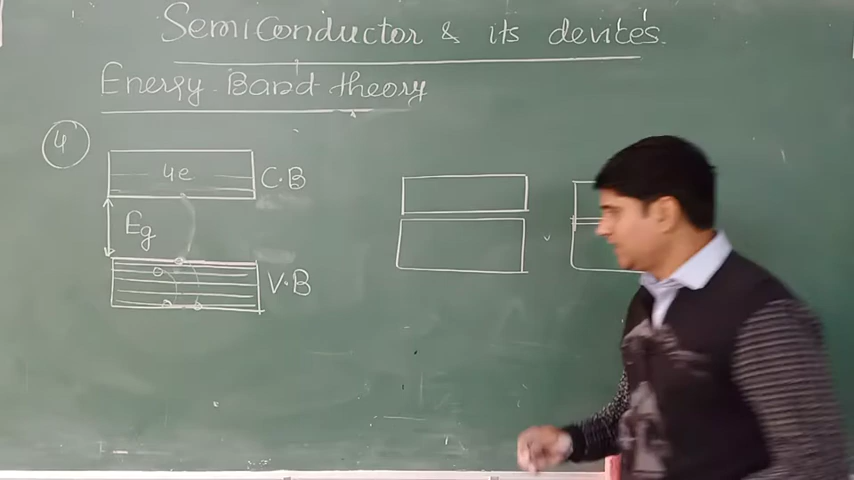 SemiConductor & its devices.
Energy Band theory
4
4e C.B
Eg
V.B